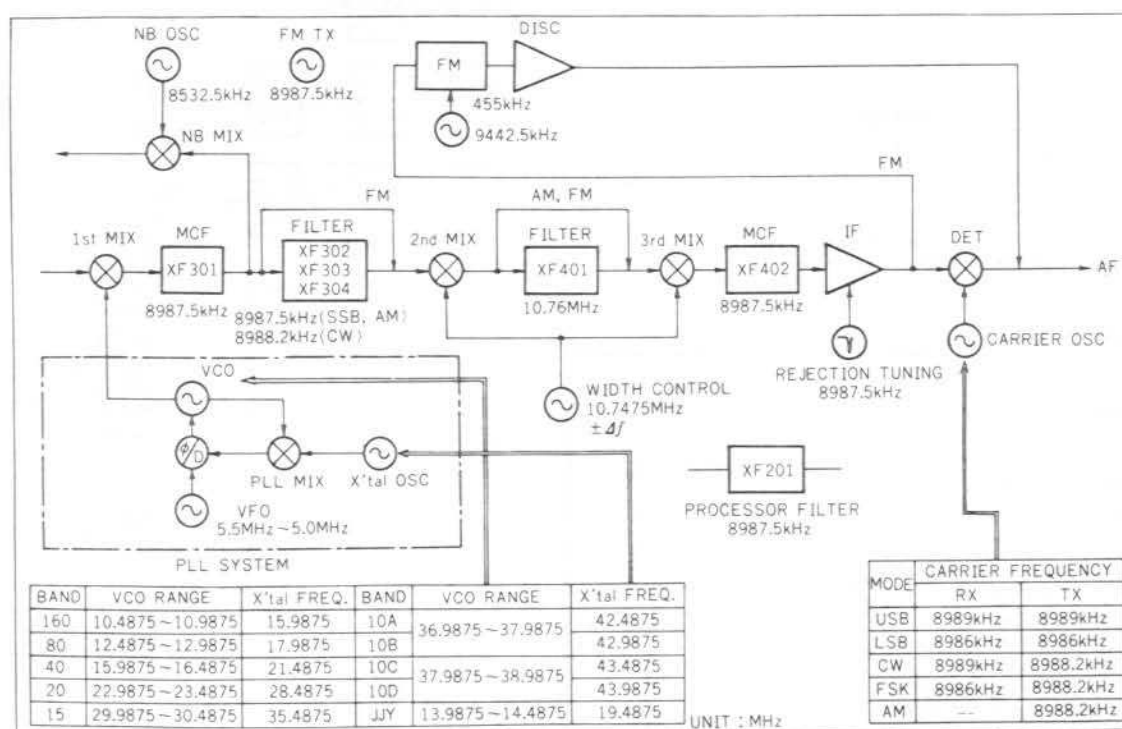 NB OSC
8532.5kHz
NB MIX
FM TX
8987.5kHz
DISC
FM
455kHz
9442.5kHz
FM
1st MIX
MCF
XF301
8987.5kHz
FM
FILTER
XF302
XF303
XF304
8987.5kHz(SSB, AM)
8988.2kHz(CW)
2nd MIX
AM, FM
FILTER
XF401
10.76MHz
3rd MIX
MCF
XF402
8987.5kHz
IF
DET
AF
CARRIER OSC
REJECTION TUNING
8987.5kHz
WIDTH CONTROL
10.7475MHz
±Δf
VCO
φ/D
PLL MIX
X'tal OSC
VFO
5.5MHz~5.0MHz
PLL SYSTEM
XF201
PROCESSOR FILTER
8987.5kHz
BAND VCO RANGE X'tal FREQ. BAND VCO RANGE X'tal FREQ.
160 10.4875~10.9875 15.9875 10A 36.9875~37.9875 42.4875
80 12.4875~12.9875 17.9875 10B 42.9875
40 15.9875~16.4875 21.4875 10C 37.9875~38.9875 43.4875
20 22.9875~23.4875 28.4875 10D 43.9875
15 29.9875~30.4875 35.4875 JJY 13.9875~14.4875 19.4875
UNIT : MHz
MODE CARRIER FREQUENCY
RX TX
USB 8989kHz 8989kHz
LSB 8986kHz 8986kHz
CW 8989kHz 8988.2kHz
FSK 8986kHz 8988.2kHz
AM --- 8988.2kHz